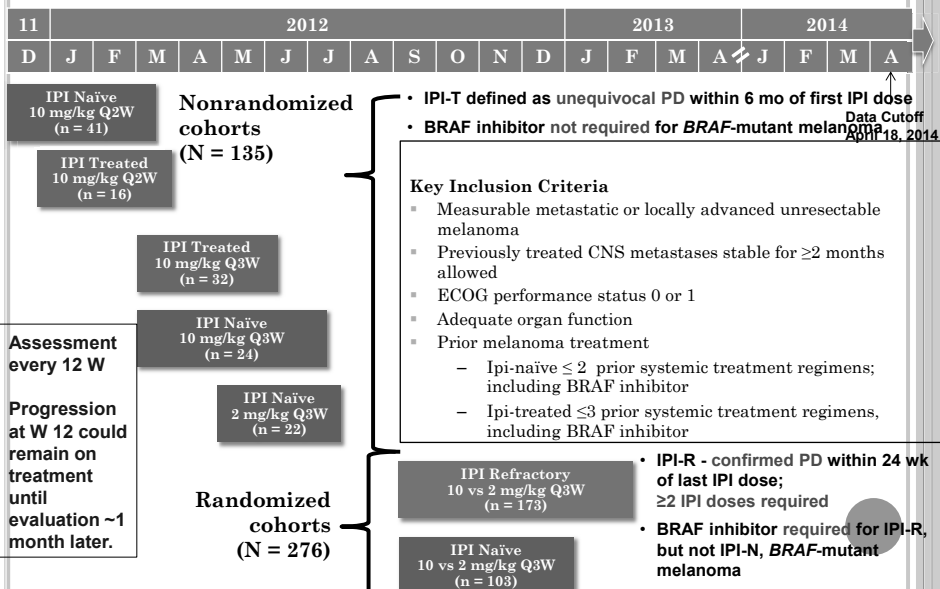 11 2012 2013 2014
D J F M A M J J A S O N D J F M A J F M A
IPI Naïve
10 mg/kg Q2W
(n = 41)
IPI Treated
10 mg/kg Q2W
(n = 16)
Nonrandomized
cohorts
(N = 135)
• IPI-T defined as unequivocal PD within 6 mo of first IPI dose
• BRAF inhibitor not required for BRAF-mutant melanoma
Data Cutoff
April 18, 2014
Key Inclusion Criteria
▪ Measurable metastatic or locally advanced unresectable
melanoma
▪ Previously treated CNS metastases stable for ≥2 months
allowed
▪ ECOG performance status 0 or 1
▪ Adequate organ function
▪ Prior melanoma treatment
– Ipi-naïve ≤ 2 prior systemic treatment regimens;
including BRAF inhibitor
– Ipi-treated ≤3 prior systemic treatment regimens,
including BRAF inhibitor
IPI Treated
10 mg/kg Q3W
(n = 32)
IPI Naïve
10 mg/kg Q3W
(n = 24)
IPI Naïve
2 mg/kg Q3W
(n = 22)
Assessment
every 12 W
Progression
at W 12 could
remain on
treatment
until
evaluation ~1
month later.
Randomized
cohorts
(N = 276)
IPI Refractory
10 vs 2 mg/kg Q3W
(n = 173)
IPI Naïve
10 vs 2 mg/kg Q3W
(n = 103)
• IPI-R - confirmed PD within 24 wk
of last IPI dose;
≥2 IPI doses required
• BRAF inhibitor required for IPI-R,
but not IPI-N, BRAF-mutant
melanoma